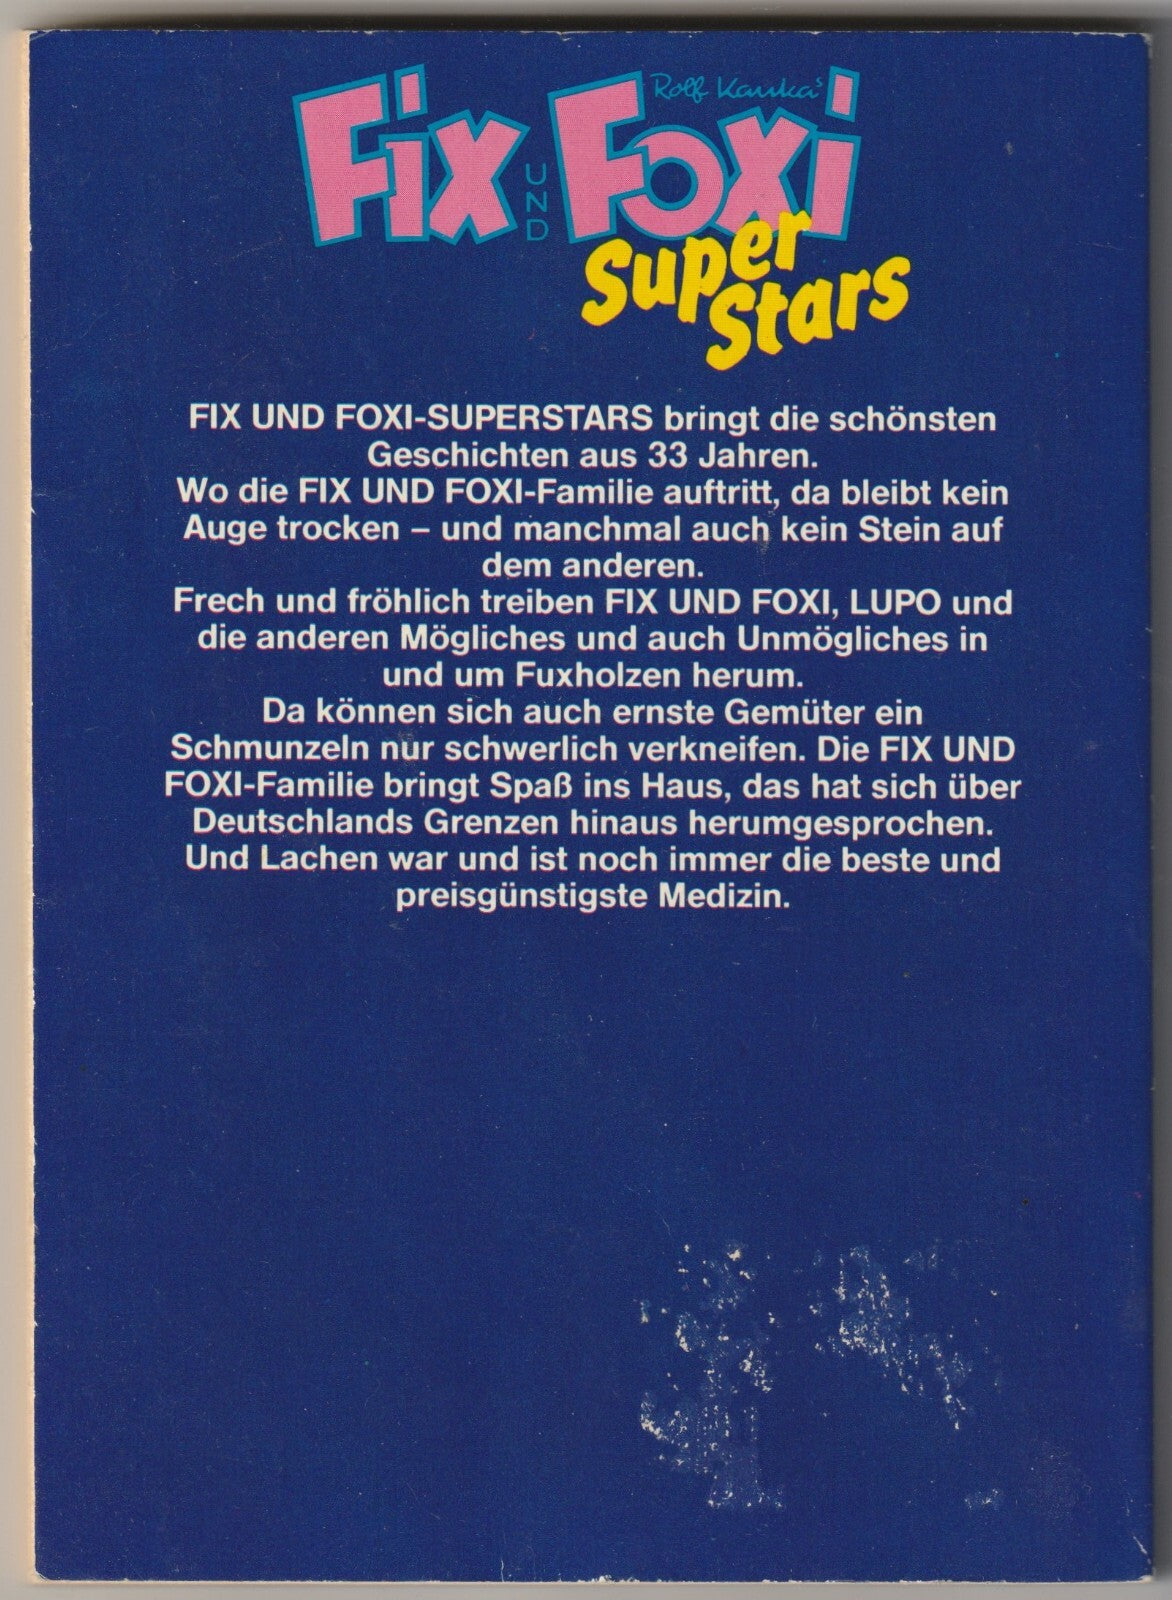 Rolf Kaukas
Fix UND Foxi
Super
Stars
FIX UND FOXI-SUPERSTARS bringt die schönsten
Geschichten aus 33 Jahren.
Wo die FIX UND FOXI-Familie auftritt, da bleibt kein
Auge trocken – und manchmal auch kein Stein auf
dem anderen.
Frech und fröhlich treiben FIX UND FOXI, LUPO und
die anderen Mögliches und auch Unmögliches in
und um Fuxholzen herum.
Da können sich auch ernste Gemüter ein
Schmunzeln nur schwerlich verkneifen. Die FIX UND
FOXI-Familie bringt Spaß ins Haus, das hat sich über
Deutschlands Grenzen hinaus herumgesprochen.
Und Lachen war und ist noch immer die beste und
preisgünstigste Medizin.